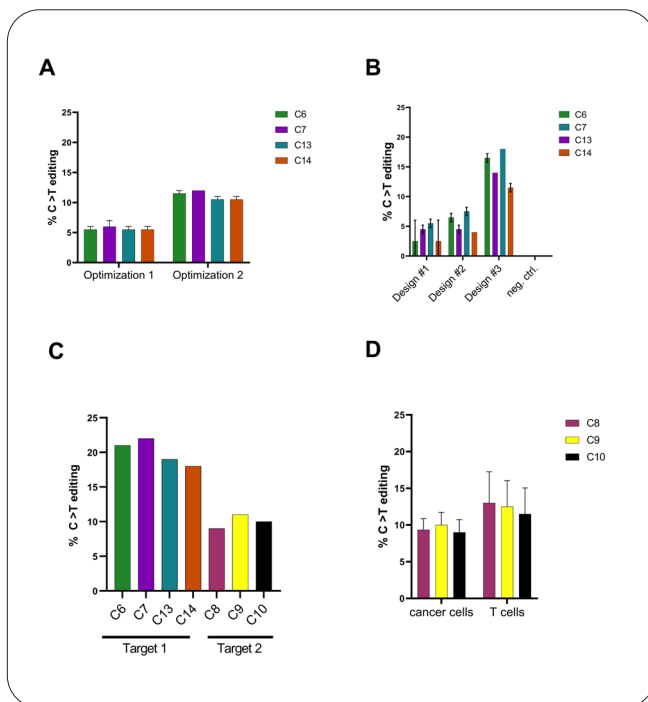 A
% C >T editing
25
20
15
10
5
0
Optimization 1
Optimization 2
C6
C7
C13
C14
B
% C >T editing
25
20
15
10
5
0
Design #1
Design #2
Design #3
neg. ctrl.
C6
C7
C13
C14
C
% C >T editing
25
20
15
10
5
0
C6
C7
C13
C14
C8
C9
C10
Target 1
Target 2
D
% C >T editing
25
20
15
10
5
0
cancer cells
T cells
C8
C9
C10